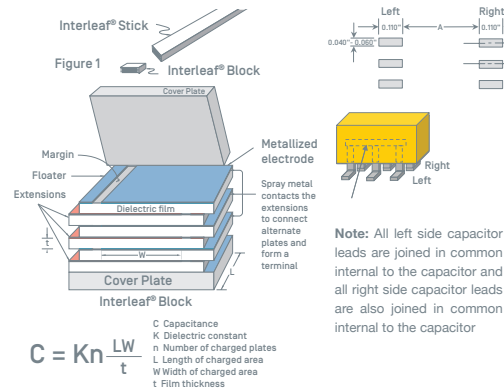 Interleaf® Stick
Figure 1
Interleaf® Block
Cover Plate
Margin
Floater
Extensions
Metallized
electrode
Spray metal
contacts the
extensions
to connect
alternate
plates and
form a
terminal
Dielectric film
t
W
L
Cover Plate
Interleaf® Block
C = Kn LW
t
C Capacitance
K Dielectric constant
n Number of charged plates
L Length of charged area
W Width of charged area
t Film thickness
Left
Right
0.110"
A
0.110"
0.040" - 0.060"
Right
Left
Note: All left side capacitor
leads are joined in common
internal to the capacitor and
all right side capacitor leads
are also joined in common
internal to the capacitor